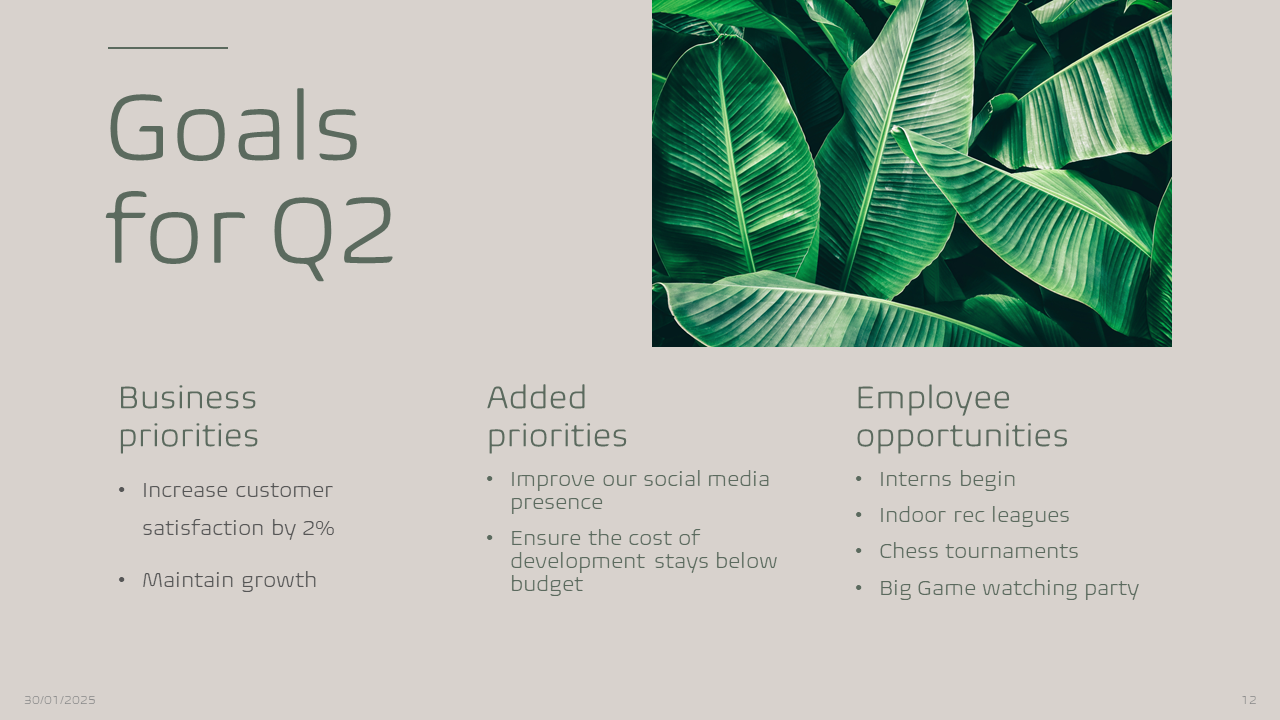 Goals
for Q2
Business
priorities
• Increase customer
satisfaction by 2%
• Maintain growth
Added
priorities
• Improve our social media
presence
• Ensure the cost of
development stays below
budget
Employee
opportunities
• Interns begin
• Indoor rec leagues
• Chess tournaments
• Big Game watching party
30/01/2025
12